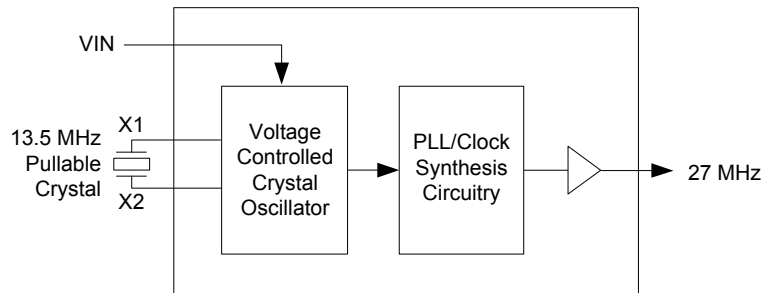 VIN
X1
13.5 MHz
Pullable
Crystal
X2
Voltage
Controlled
Crystal
Oscillator
PLL/Clock
Synthesis
Circuitry
27 MHz